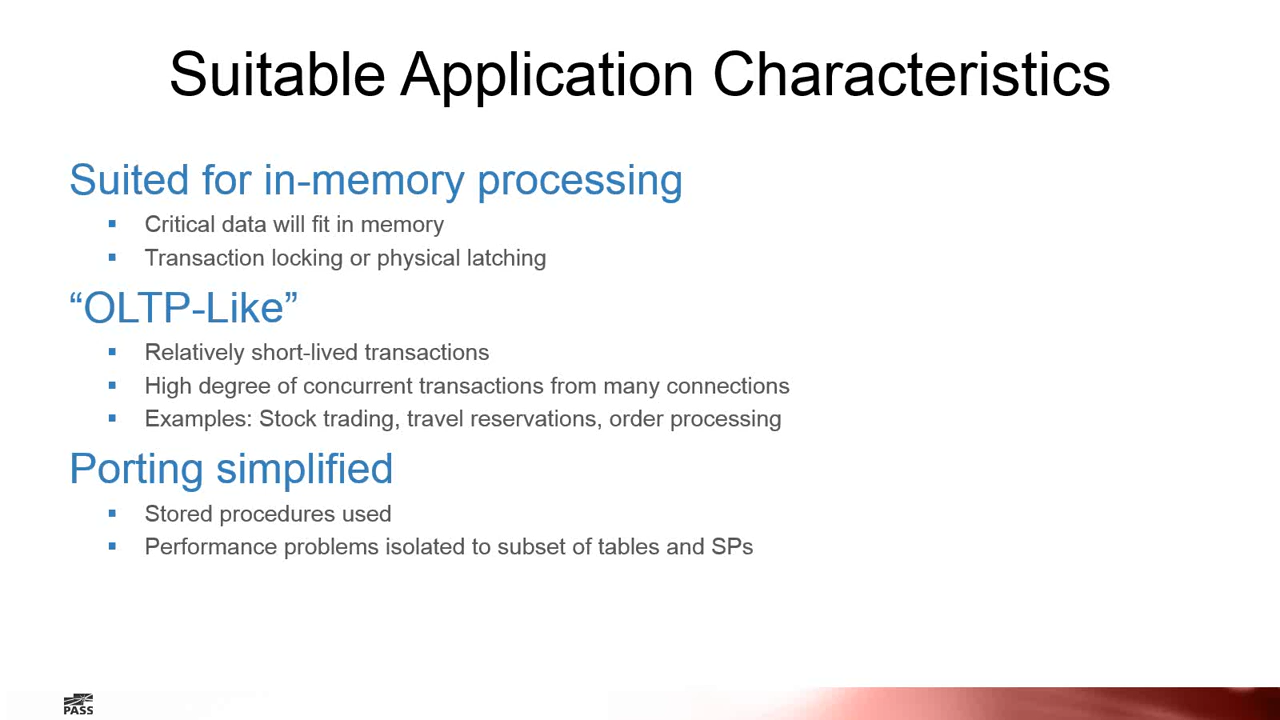 Suitable Application Characteristics
Suited for in-memory processing
▪ Critical data will fit in memory
▪ Transaction locking or physical latching
“OLTP-Like”
▪ Relatively short-lived transactions
▪ High degree of concurrent transactions from many connections
▪ Examples: Stock trading, travel reservations, order processing
Porting simplified
▪ Stored procedures used
▪ Performance problems isolated to subset of tables and SPs
PASS